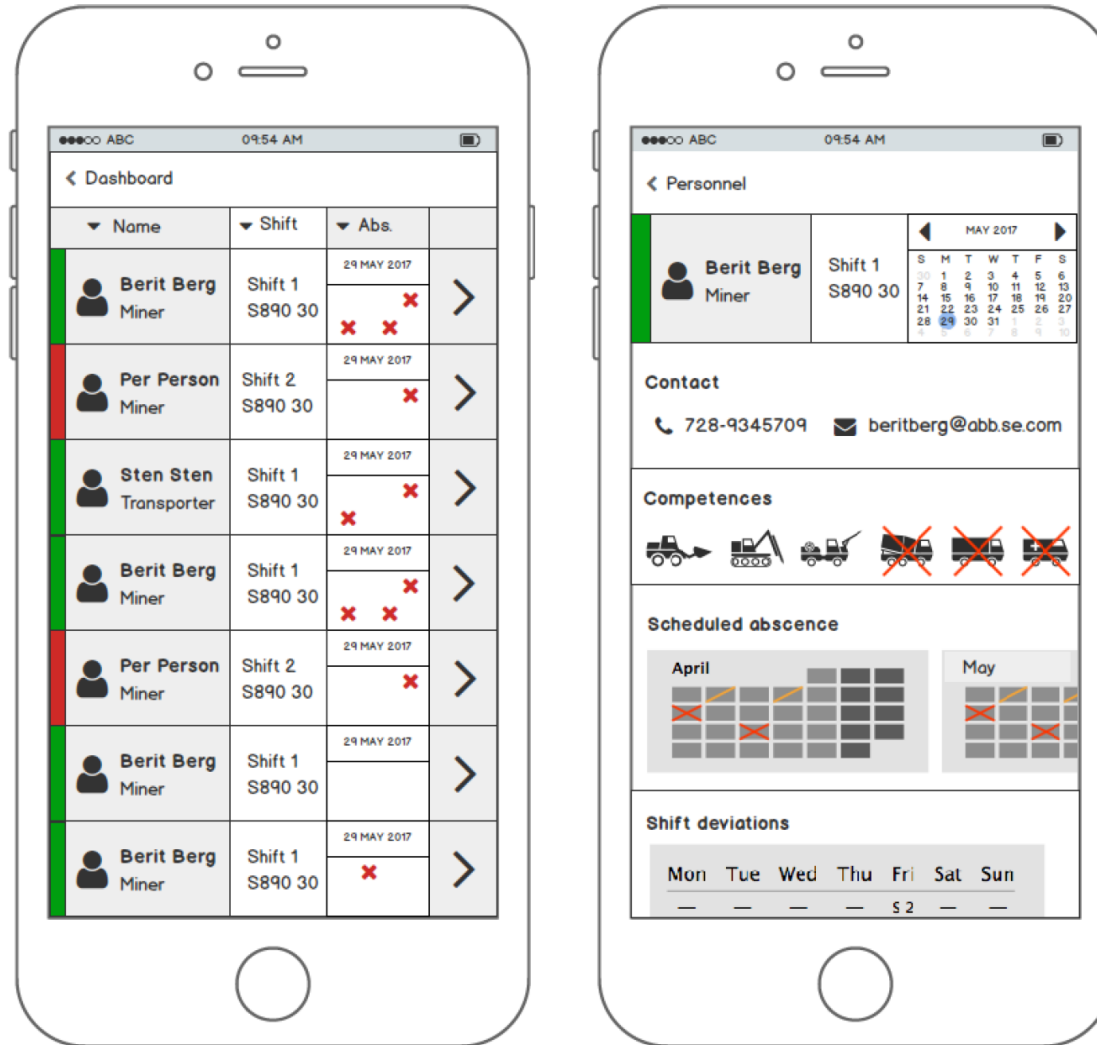 ABC 09:54 AM
Dashboard
Name Shift Abs.
29 MAY 2017
Berit Berg Shift 1
Miner S890 30
29 MAY 2017
Per Person Shift 2
Miner S890 30
29 MAY 2017
Sten Sten Shift 1
Transporter S890 30
29 MAY 2017
Berit Berg Shift 1
Miner S890 30
29 MAY 2017
Per Person Shift 2
Miner S890 30
29 MAY 2017
Berit Berg Shift 1
Miner S890 30
29 MAY 2017
Berit Berg Shift 1
Miner S890 30
ABC 09:54 AM
Personnel
Berit Berg
Miner
Shift 1
S890 30
MAY 2017
S M T W T F S
30 1 2 3 4 5 6
7 8 9 10 11 12 13
14 15 16 17 18 19 20
21 22 23 24 25 26 27
28 29 30 31 1 2 3
4 5 6 7 8 9 10
Contact
728-9345709 beritberg@abb.se.com
Competences
Scheduled abscence
April May
Shift deviations
Mon Tue Wed Thu Fri Sat Sun
— — — — S 2 — —